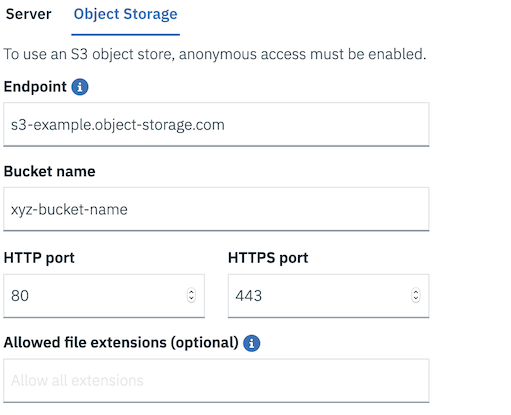 Server Object Storage
To use an S3 object store, anonymous access must be enabled.
Endpoint i
s3-example.object-storage.com
Bucket name
xyz-bucket-name
HTTP port HTTPS port
80 443
Allowed file extensions (optional) i
Allow all extensions